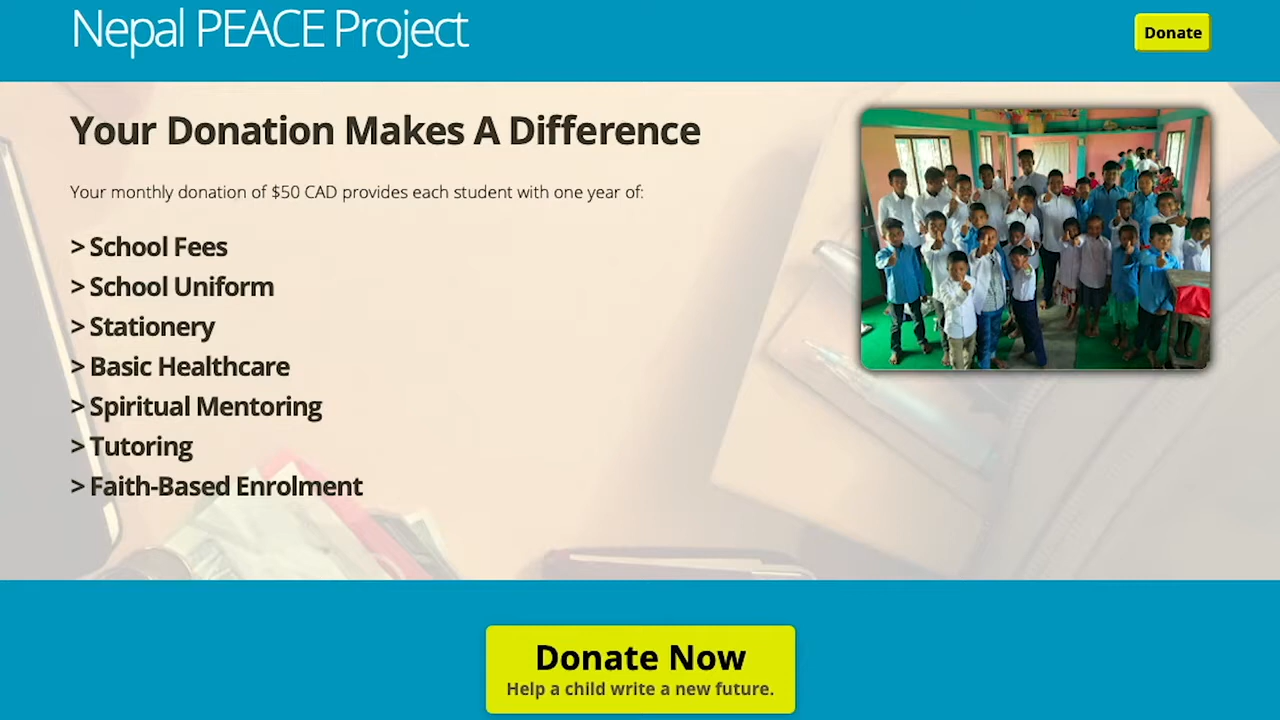 Nepal PEACE Project
Donate
Your Donation Makes A Difference
Your monthly donation of $50 CAD provides each student with one year of:
> School Fees
> School Uniform
> Stationery
> Basic Healthcare
> Spiritual Mentoring
> Tutoring
> Faith-Based Enrolment
Donate Now
Help a child write a new future.